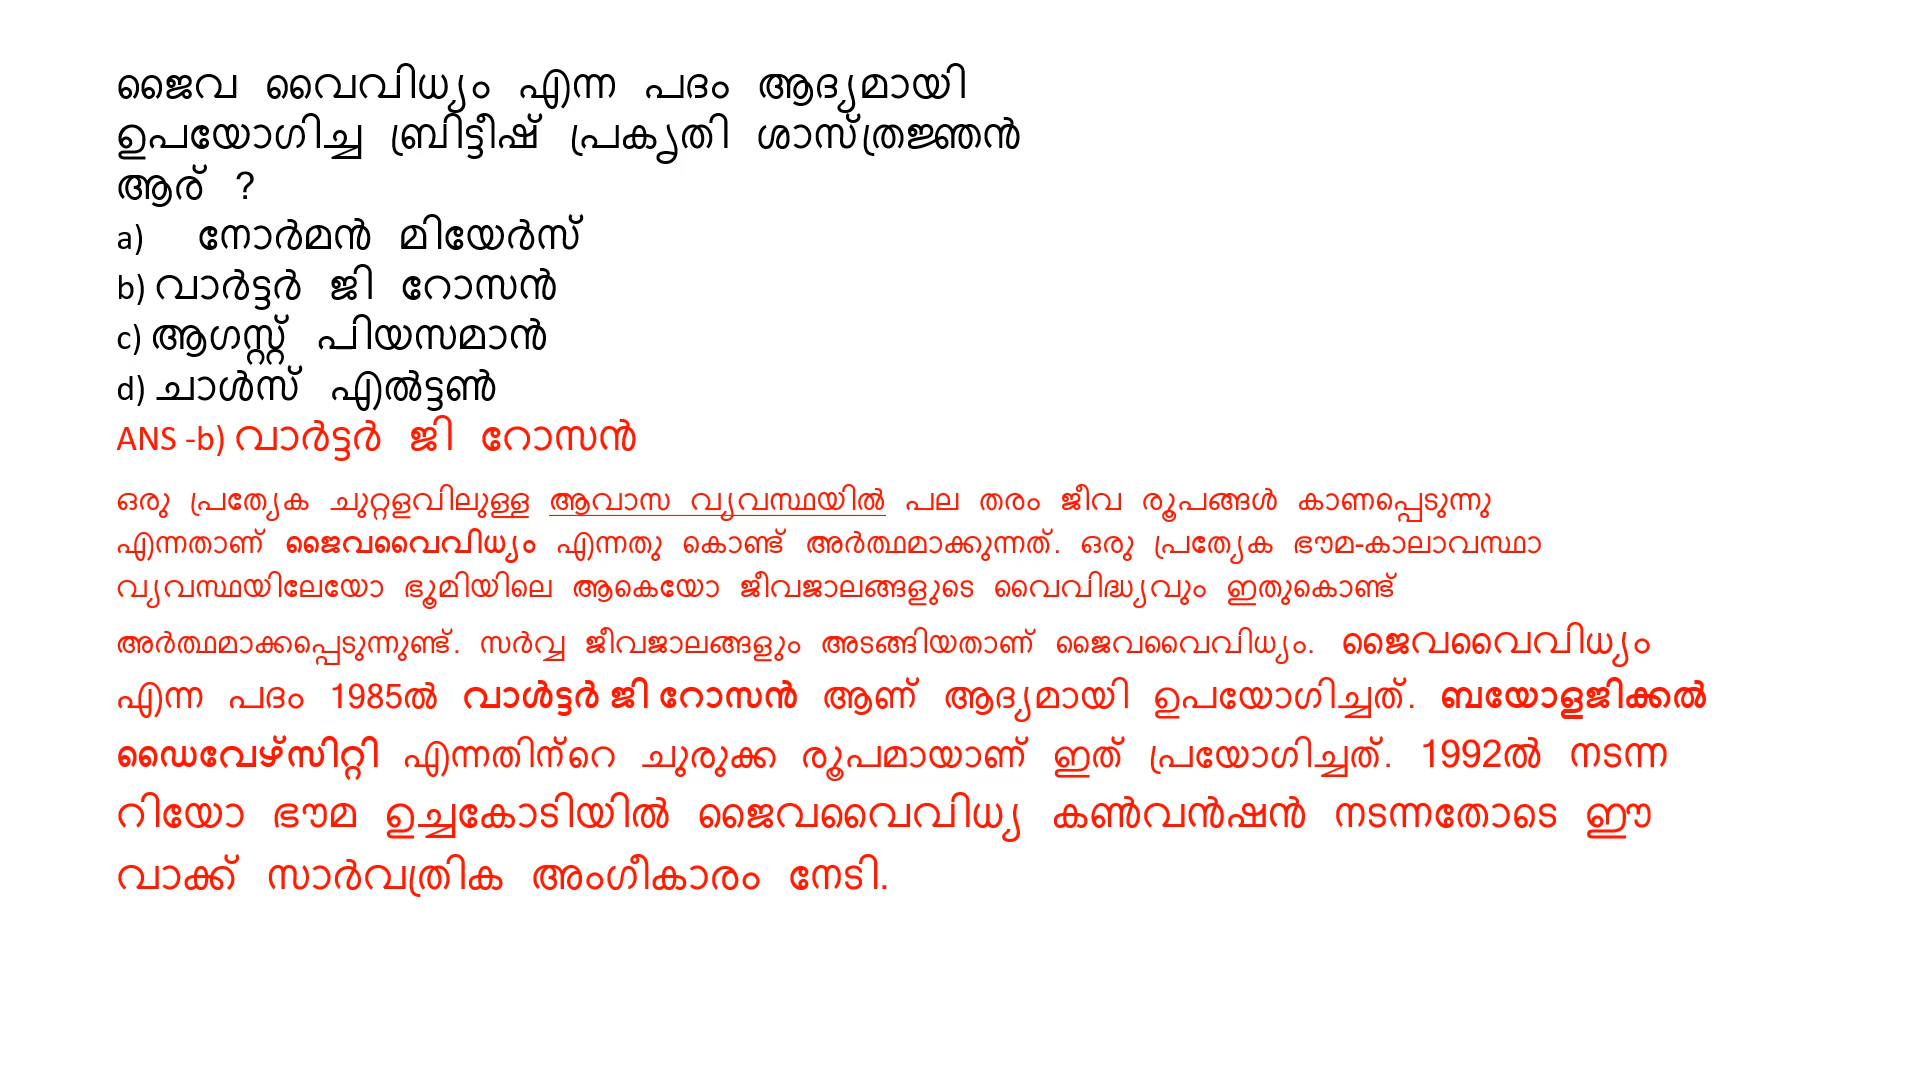 ജൈവ വൈവിധ്യം എന്ന പദം ആദ്യമായി
ഉപയോഗിച്ച ബ്രിട്ടീഷ് പ്രകൃതി ശാസ്ത്രജ്ഞൻ
ആര് ?
a) നോർമൻ മിയേർസ്
b) വാർട്ടർ ജി റോസൻ
c) ആഗസ്റ്റ് പിയസമാൻ
d) ചാൾസ് എൽട്ടൺ
ANS -b) വാർട്ടർ ജി റോസൻ
ഒരു പ്രത്യേക ചുറ്റളവിലുള്ള ആവാസ വ്യവസ്ഥയിൽ പല തരം ജീവ രൂപങ്ങൾ കാണപ്പെടുന്നു
എന്നതാണ് ജൈവവൈവിധ്യം എന്നതു കൊണ്ട് അർത്ഥമാക്കുന്നത്. ഒരു പ്രത്യേക ഭൗമ-കാലാവസ്ഥാ
വ്യവസ്ഥയിലേയോ ഭൂമിയിലെ ആകെയോ ജീവജാലങ്ങളുടെ വൈവിദ്ധ്യവും ഇതുകൊണ്ട്
അർത്ഥമാക്കപ്പെടുന്നുണ്ട്. സർവ്വ ജീവജാലങ്ങളും അടങ്ങിയതാണ് ജൈവവൈവിധ്യം. ജൈവവൈവിധ്യം
എന്ന പദം 1985ൽ വാൾട്ടർ ജി റോസൻ ആണ് ആദ്യമായി ഉപയോഗിച്ചത്. ബയോളജിക്കൽ
ഡൈവേഴ്സിറ്റി എന്നതിന്റെ ചുരുക്ക രൂപമായാണ് ഇത് പ്രയോഗിച്ചത്. 1992ൽ നടന്ന
റിയോ ഭൗമ ഉച്ചകോടിയിൽ ജൈവവൈവിധ്യ കൺവൻഷൻ നടന്നതോടെ ഈ
വാക്ക് സാർവത്രിക അംഗീകാരം നേടി.